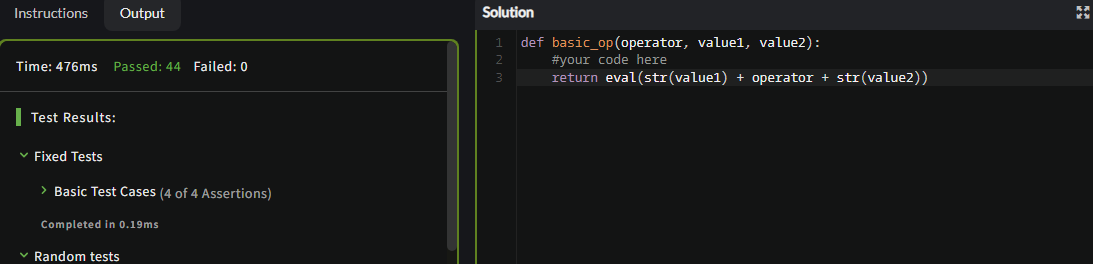 Instructions
Output
Time: 476ms Passed: 44 Failed: 0
Test Results:
Fixed Tests
Basic Test Cases (4 of 4 Assertions)
Completed in 0.19ms
Random tests
Solution
1 def basic_op(operator, value1, value2):
2     #your code here
3     return eval(str(value1) + operator + str(value2))